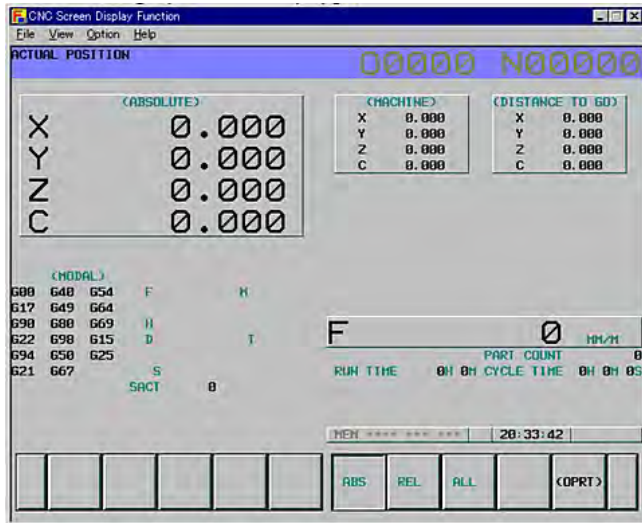 CNC Screen Display Function
File View Option Help
ACTUAL POSITION O0000 N00000
(ABSOLUTE) (MACHINE) (DISTANCE TO GO)
X 0.000 X 0.000 X 0.000
Y 0.000 Y 0.000 Y 0.000
Z 0.000 Z 0.000 Z 0.000
C 0.000 C 0.000 C 0.000
(MODAL)
G00 G40 G54 F M
G17 G49 G64
G90 G80 G69 H
G22 G98 G15 D T
G94 G50 G25
G21 G67 S
SACT 0
F 0 MM/M
PART COUNT 0
RUN TIME 0H 0M CYCLE TIME 0H 0M 0S
MEM **** *** *** 20:33:42
ABS REL ALL (OPRT)